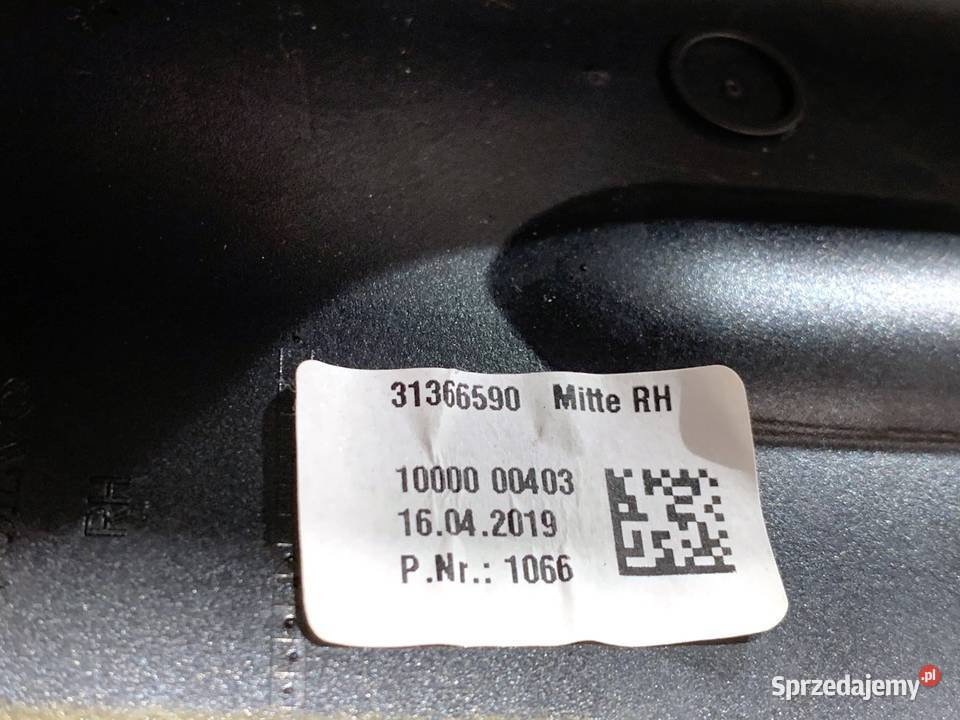 31366590 Mitte RH
10000 00403
16.04.2019
P.Nr.: 1066
RH
Sprzedajemy.pl